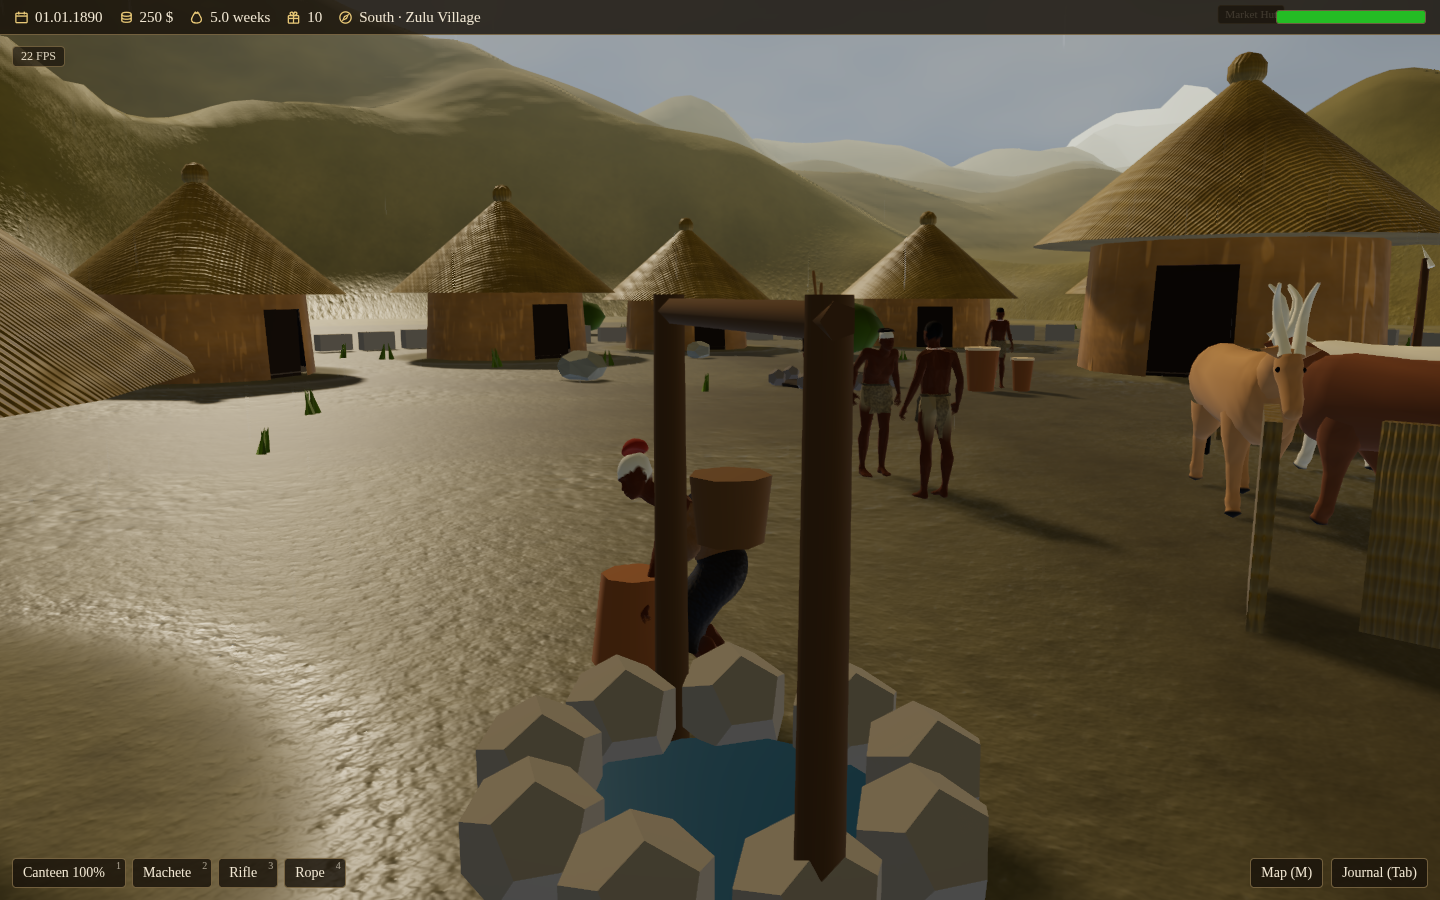 01.01.1890 250 $ 5.0 weeks 10 South · Zulu Village
22 FPS
Canteen 100% 1 Machete 2 Rifle 3 Rope 4
Map (M) Journal (Tab)